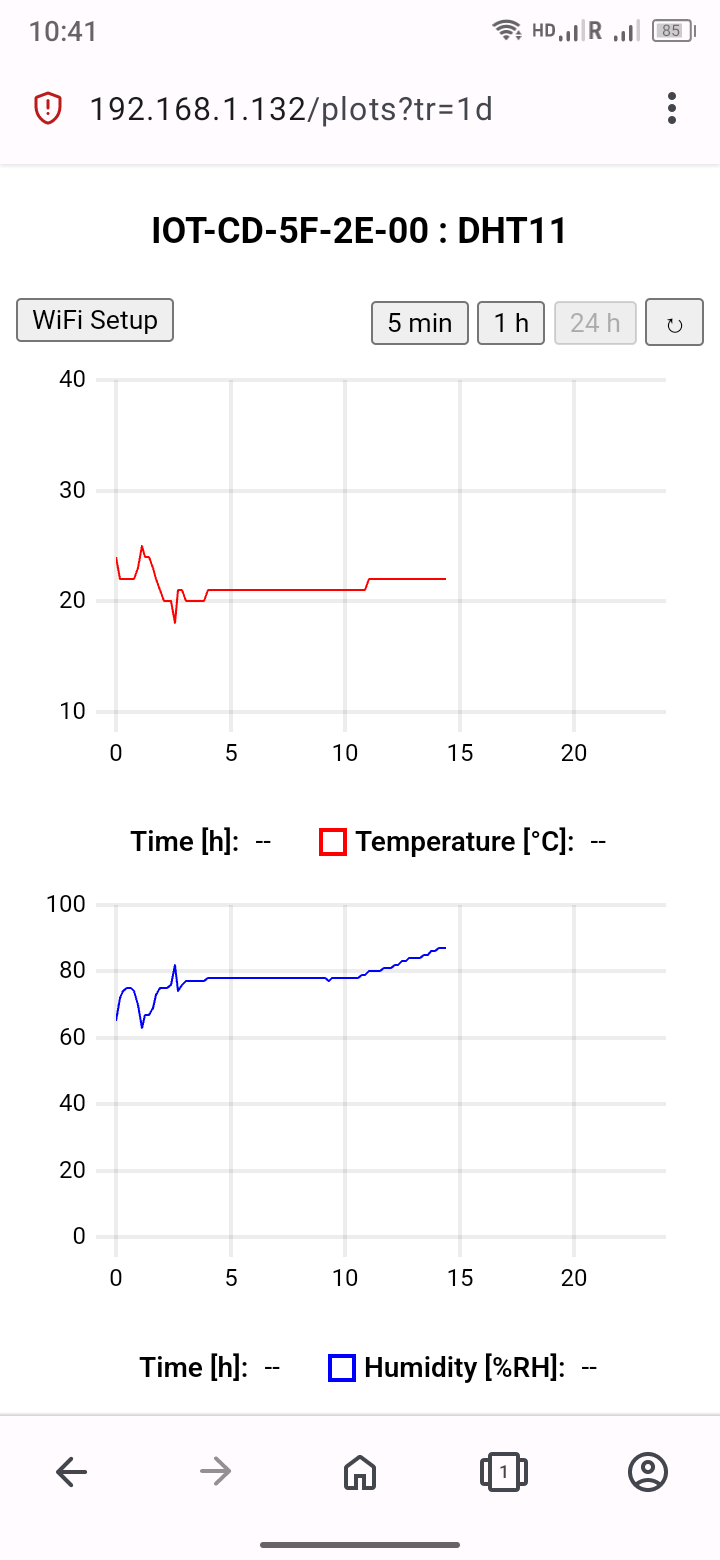 10:41 HD R 85
192.168.1.132/plots?tr=1d
IOT-CD-5F-2E-00 : DHT11
WiFi Setup 5 min 1 h 24 h ↻
40
30
20
10
0 5 10 15 20
Time [h]: -- Temperature [°C]: --
100
80
60
40
20
0
0 5 10 15 20
Time [h]: -- Humidity [%RH]: --
1